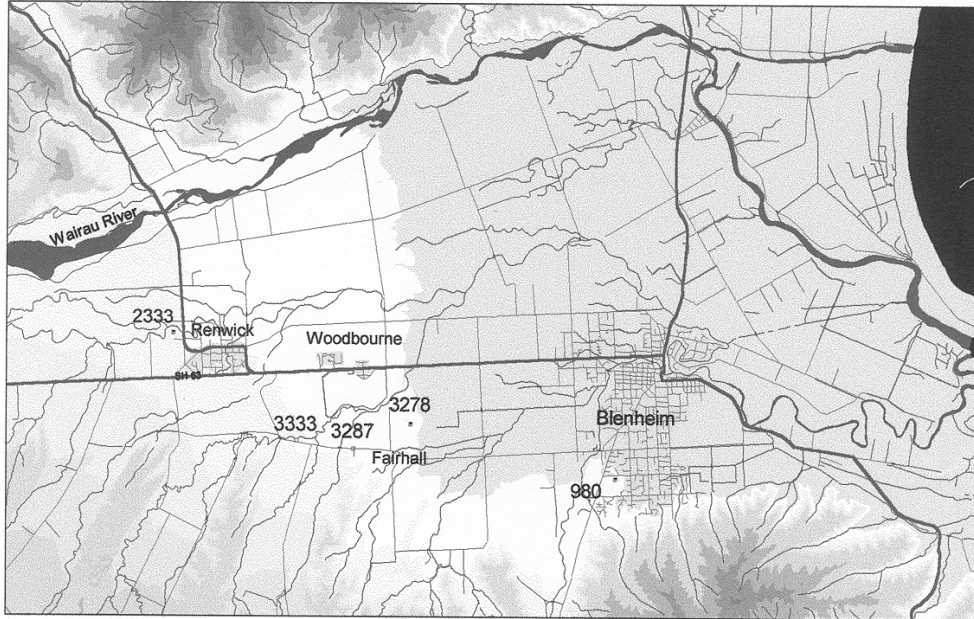 Wairau River
2333
Renwick
Woodbourne
SH 63
3278
3333
3287
Blenheim
Fairhall
980